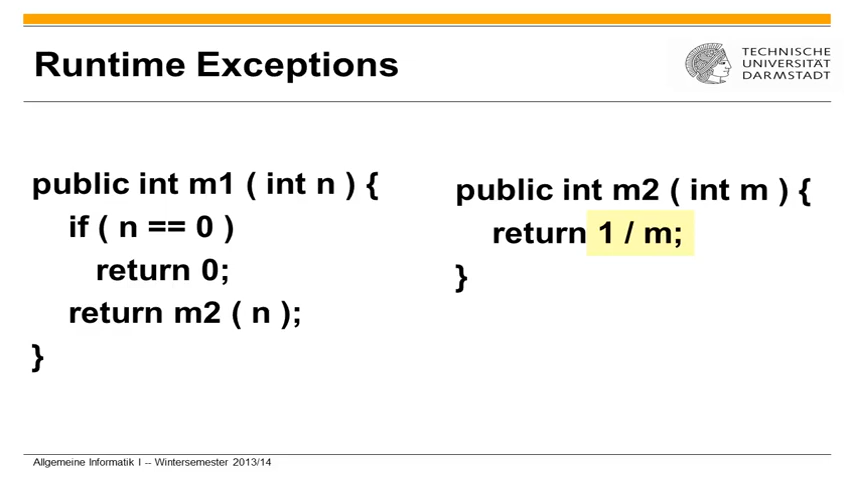 Runtime Exceptions
TECHNISCHE
UNIVERSITÄT
DARMSTADT
public int m1 ( int n ) {
if ( n == 0 )
return 0;
return m2 ( n );
}
public int m2 ( int m ) {
return 1 / m;
}
Allgemeine Informatik I -- Wintersemester 2013/14